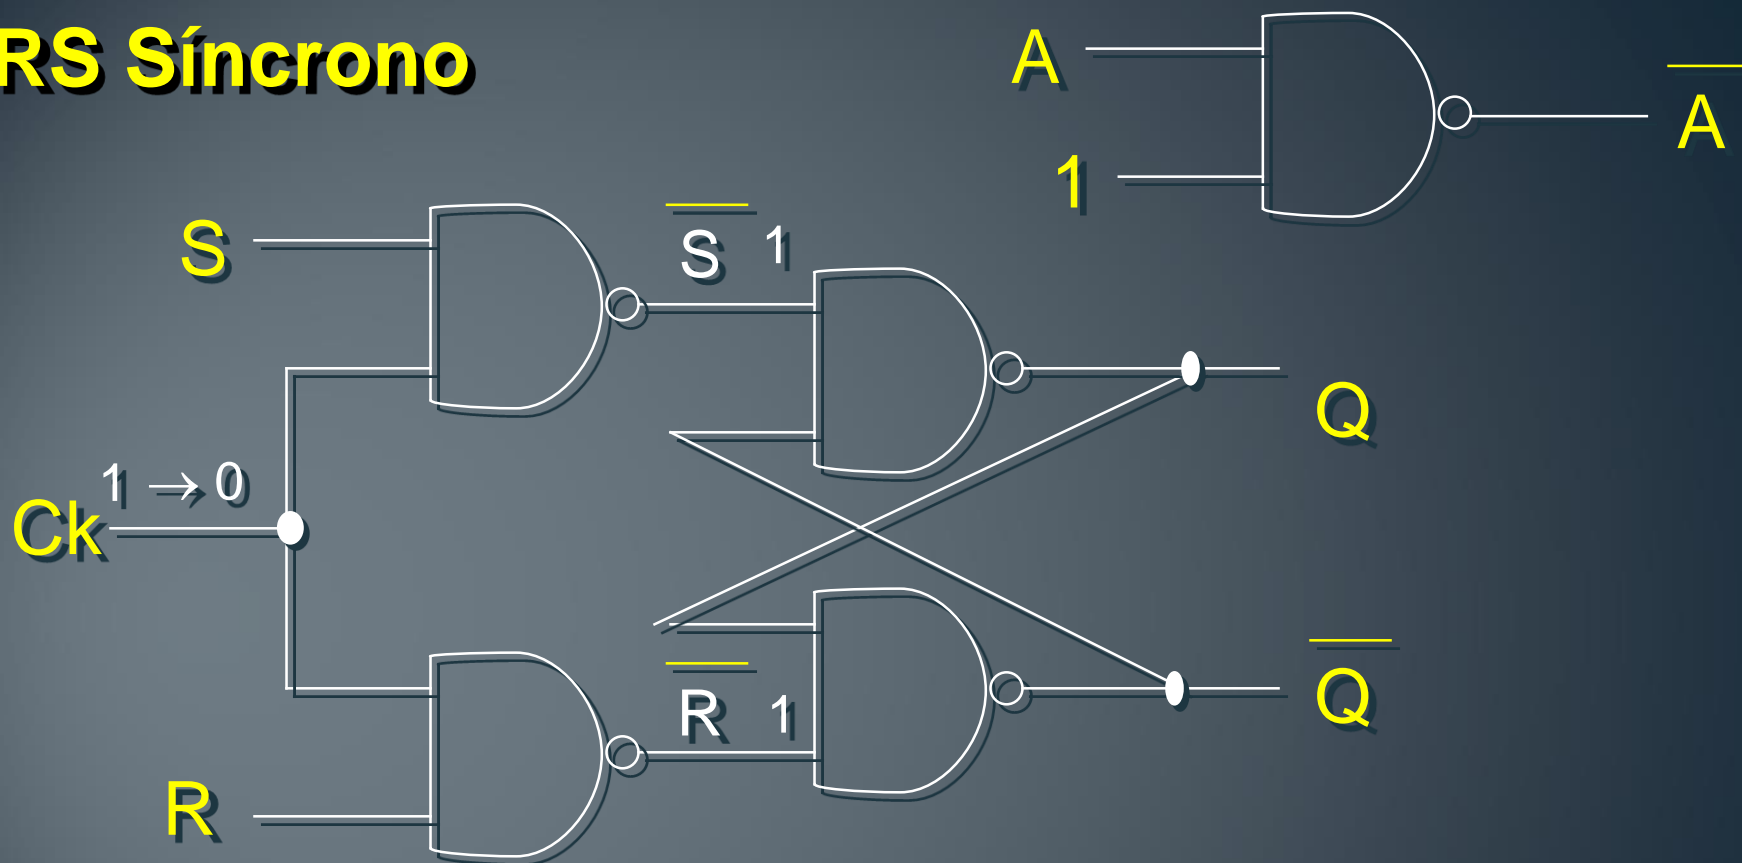 RS Síncrono
A
A̅
1
S
S̅ 1
Q
1 → 0
Ck
R̅ 1
Q̅
R